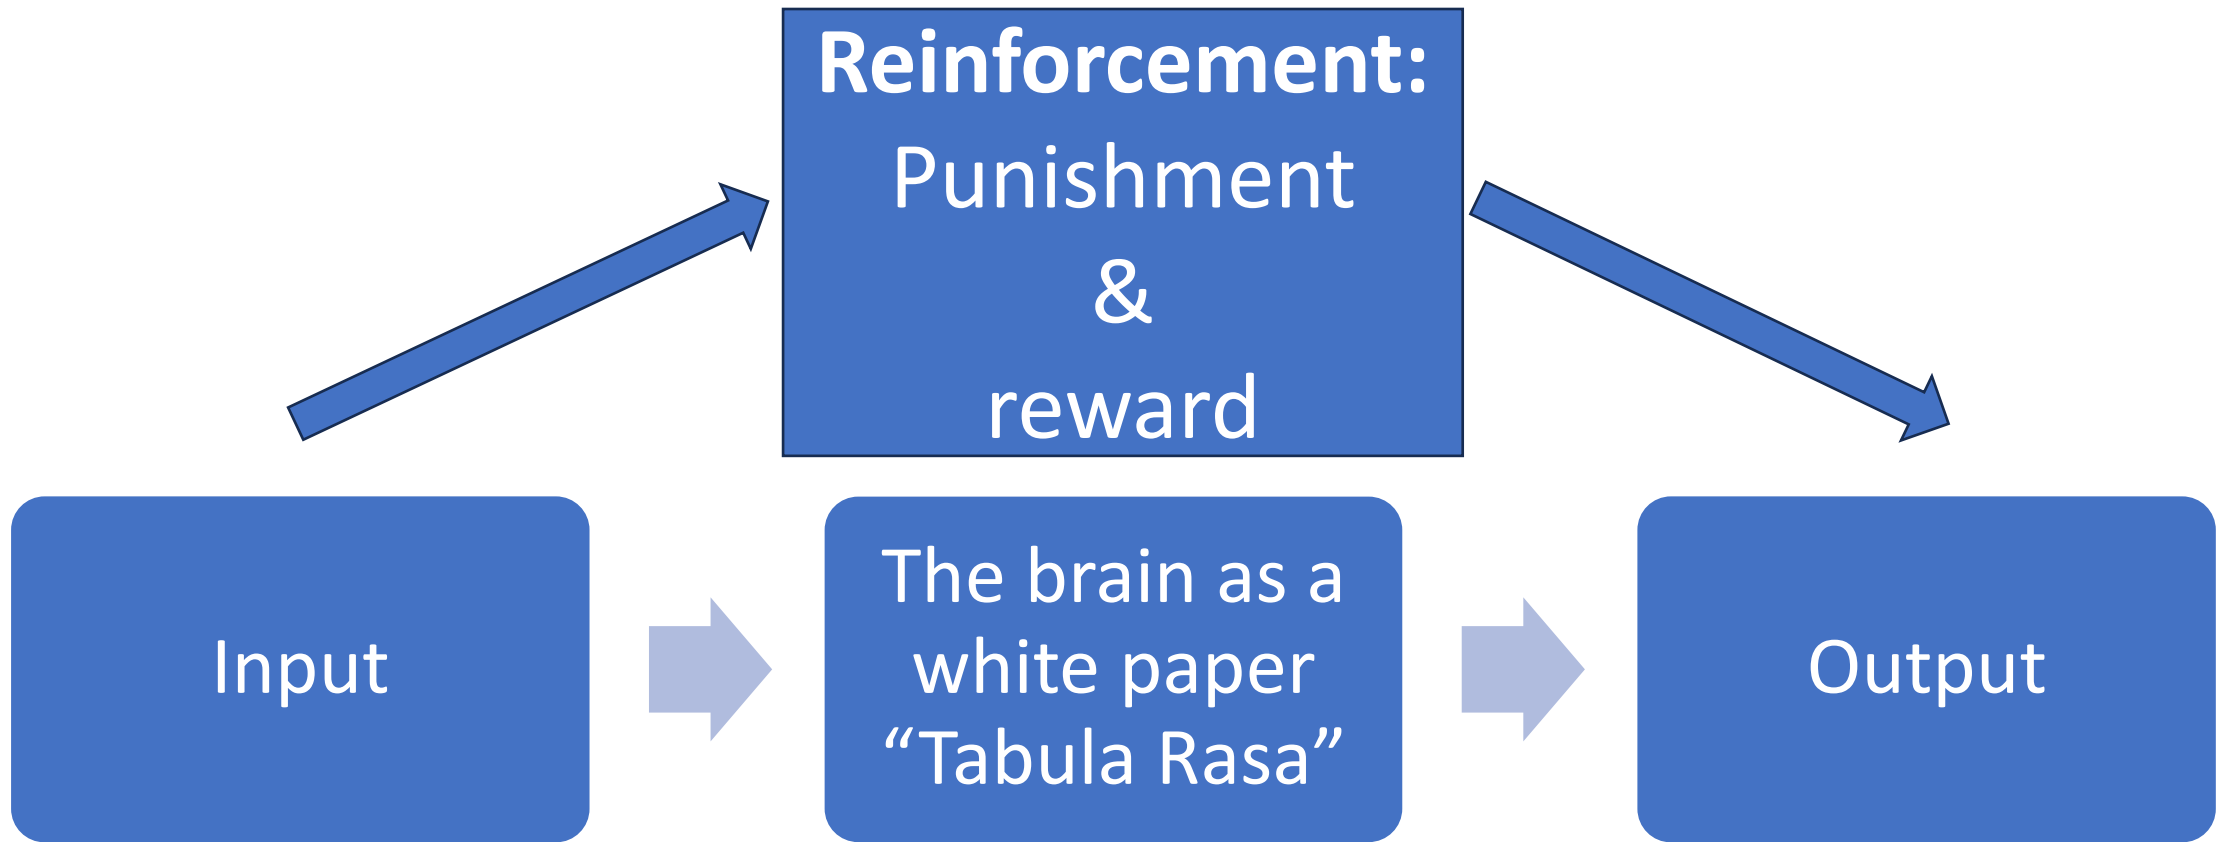 Reinforcement:
Punishment
&
reward
Input
The brain as a
white paper
“Tabula Rasa”
Output